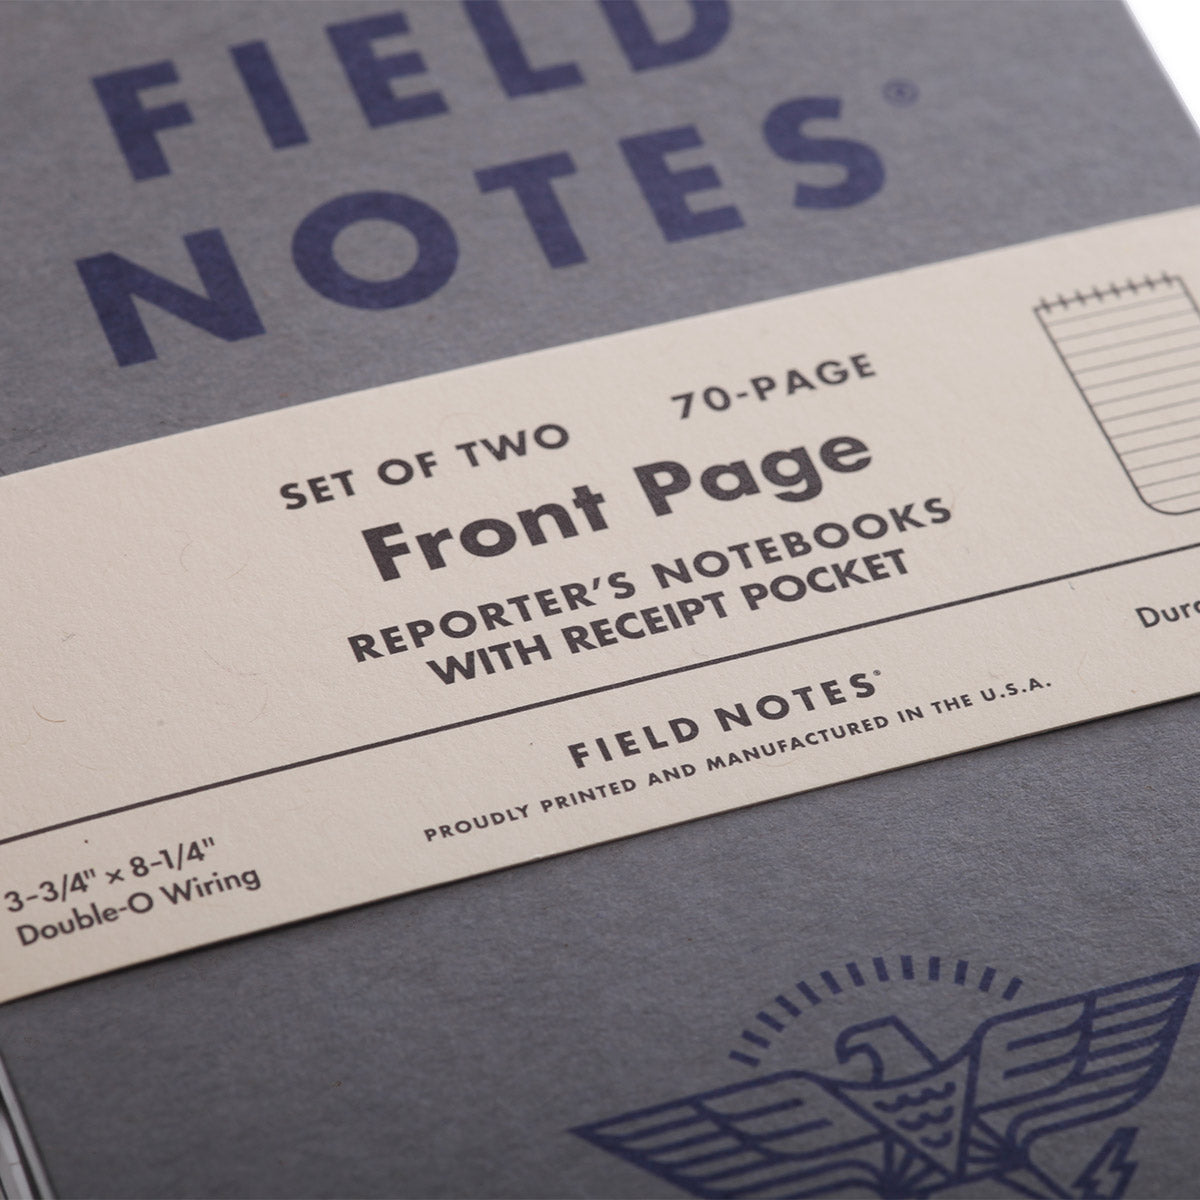 FIELD
NOTES®
SET OF TWO 70-PAGE
Front Page
REPORTER'S NOTEBOOKS
WITH RECEIPT POCKET
FIELD NOTES®
PROUDLY PRINTED AND MANUFACTURED IN THE U.S.A.
3-3/4" × 8-1/4"
Double-O Wiring